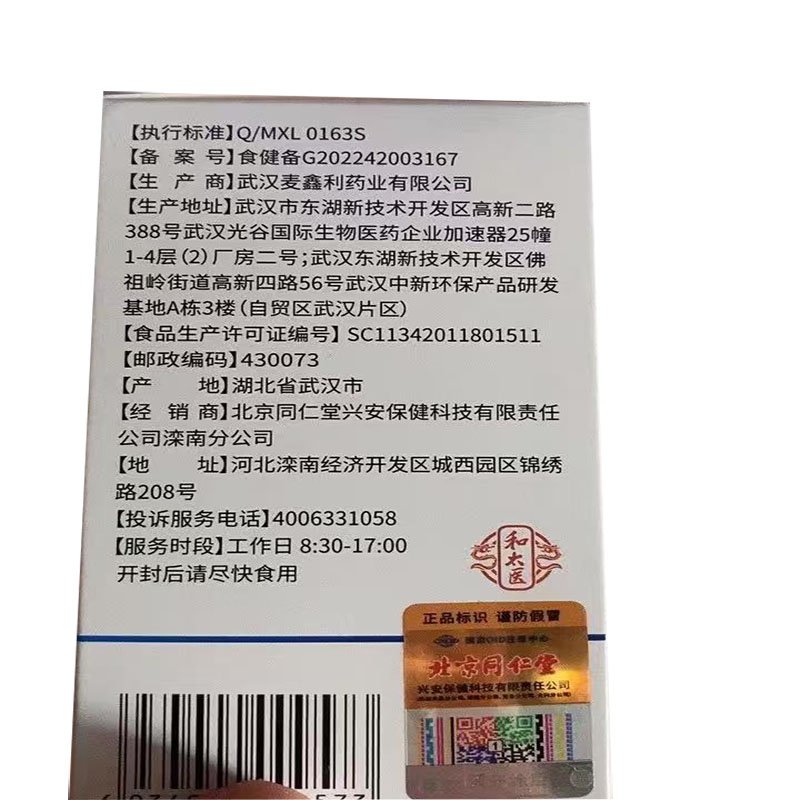 【执行标准】Q/MXL 0163S
【备 案 号】食健备G202242003167
【生 产 商】武汉麦鑫利药业有限公司
【生产地址】武汉市东湖新技术开发区高新二路
388号武汉光谷国际生物医药企业加速器25幢
1-4层(2)厂房二号;武汉东湖新技术开发区佛
祖岭街道高新四路56号武汉中新环保产品研发
基地A栋3楼(自贸区武汉片区)
【食品生产许可证编号】SC11342011801511
【邮政编码】430073
【产 地】湖北省武汉市
【经 销 商】北京同仁堂兴安保健科技有限责任
公司滦南分公司
【地 址】河北滦南经济开发区城西园区锦绣
路208号
【投诉服务电话】4006331058
【服务时段】工作日 8:30-17:00
开封后请尽快食用
和太医
正品标识 谨防假冒
国家OID注册中心
北京同仁堂
兴安保健科技有限责任公司